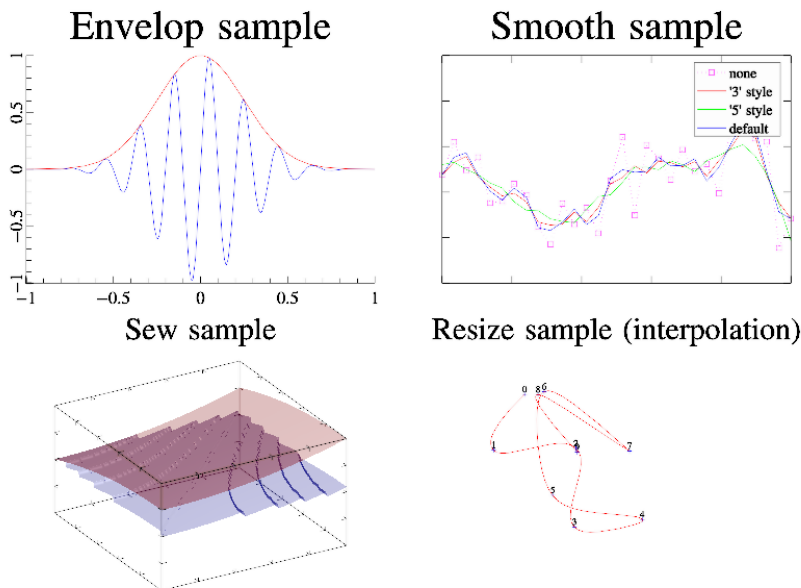 Envelop sample
Smooth sample
1
0.5
0
−0.5
−1
−1
−0.5
0
0.5
1
none
'3' style
'5' style
default
Sew sample
Resize sample (interpolation)
0
8
6
1
7
5
4
3